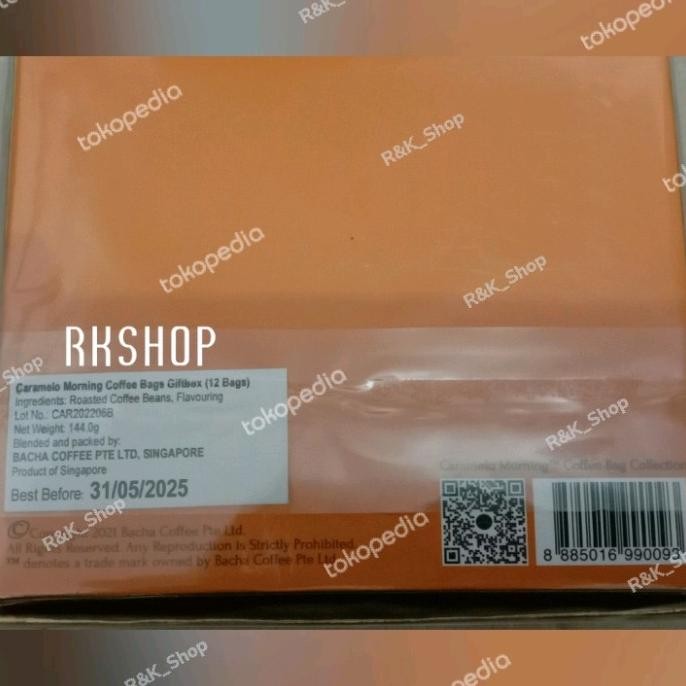 R&K_Shop
tokopedia
tokopedia
R&K_Shop
tokopedia
R&K_Shop
RKSHOP
Caramelo Morning Coffee Bags Giftbox (12 Bags)
Ingredients: Roasted Coffee Beans, Flavouring
Lot No.: CAR202206B
Net Weight: 144.0g
Blended and packed by:
BACHA COFFEE PTE LTD, SINGAPORE
Product of Singapore
Best Before: 31/05/2025
Shop
tokopedia
R&K_Shop
Caramelo Morning™ Coffee Bag Collection
8 885016 990093
© 2021 Bacha Coffee Pte Ltd.
All Rights Reserved. Any Reproduction Is Strictly Prohibited.
™ denotes a trade mark owned by Bacha Coffee Pte Ltd
R&K_Shop
tokopedia
R&K_Shop
R&K_Shop
tokopedia